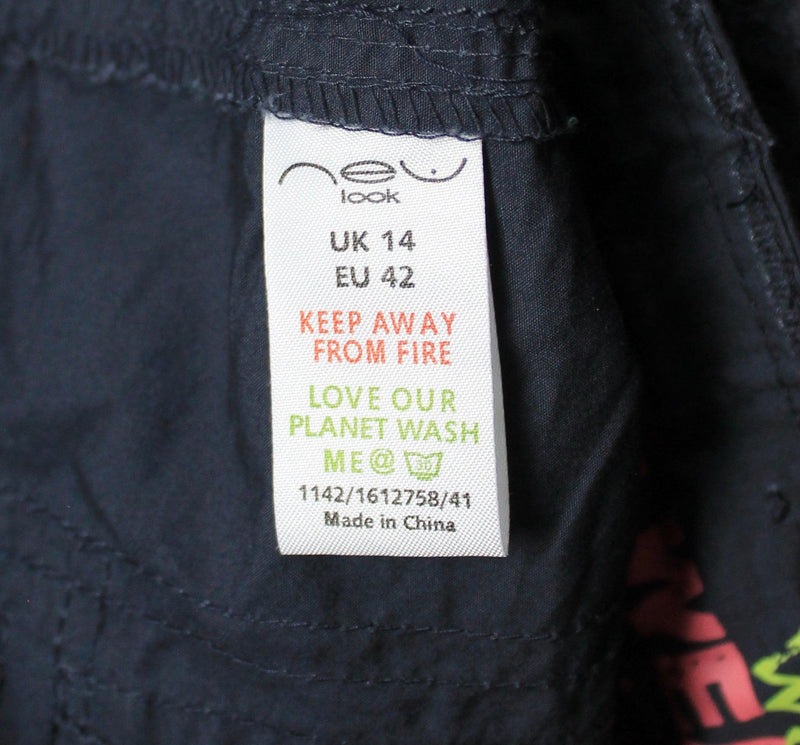 new
look
UK 14
EU 42
KEEP AWAY
FROM FIRE
LOVE OUR
PLANET WASH
ME@ 30
1142/1612758/41
Made in China